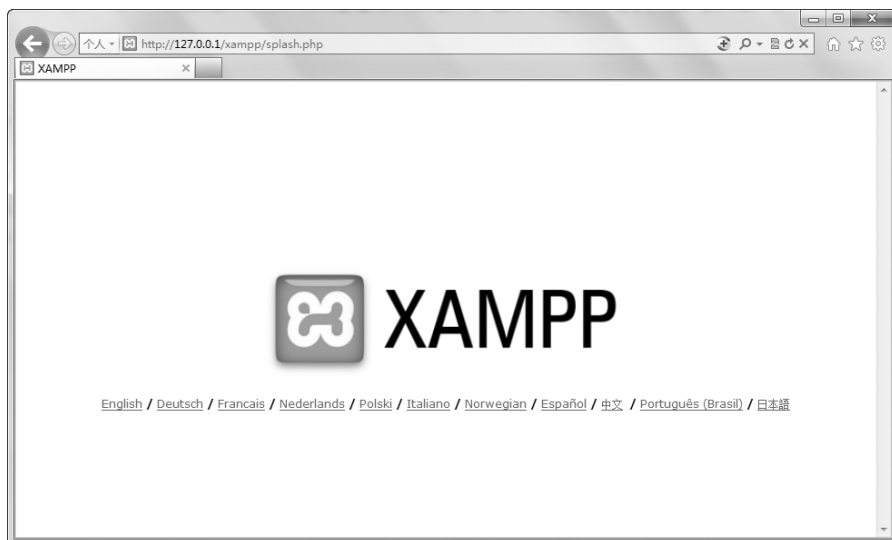 个人 http://127.0.0.1/xampp/splash.php
XAMPP
XAMPP
English / Deutsch / Francais / Nederlands / Polski / Italiano / Norwegian / Español / 中文 / Português (Brasil) / 日本語